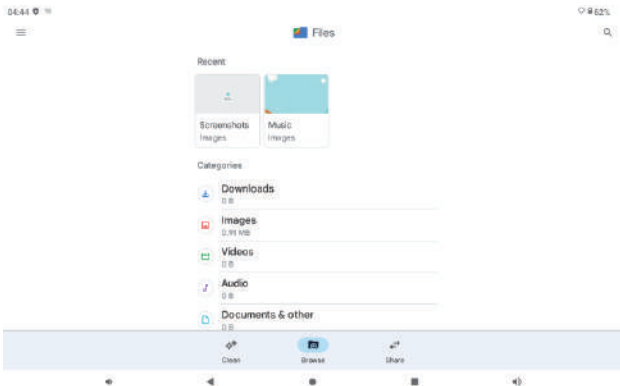 04:44 62%
Files
Recent
Screenshots Music
Images Images
Categories
Downloads
0 B
Images
0.91 MB
Videos
0 B
Audio
0 B
Documents & other
0 B
Clean Browse Share